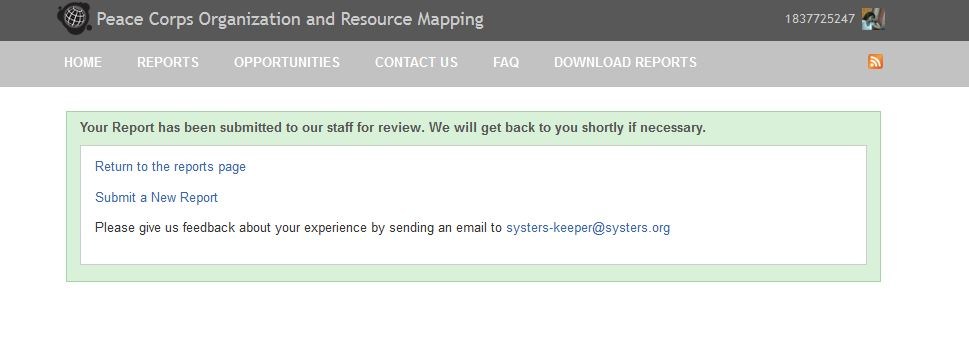 Peace Corps Organization and Resource Mapping
1837725247
HOME REPORTS OPPORTUNITIES CONTACT US FAQ DOWNLOAD REPORTS
Your Report has been submitted to our staff for review. We will get back to you shortly if necessary.
Return to the reports page
Submit a New Report
Please give us feedback about your experience by sending an email to systers-keeper@systers.org